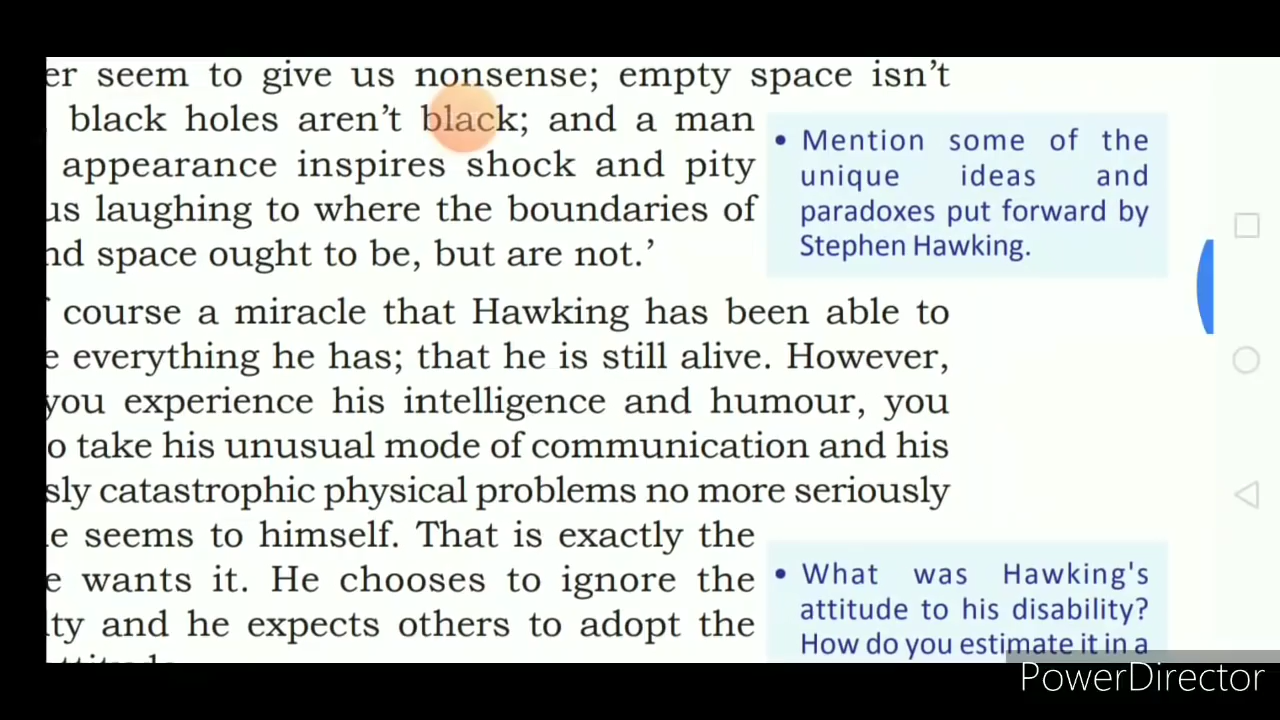 er seem to give us nonsense; empty space isn't
black holes aren't black; and a man
appearance inspires shock and pity
us laughing to where the boundaries of
nd space ought to be, but are not.'
• Mention some of the
unique ideas and
paradoxes put forward by
Stephen Hawking.
course a miracle that Hawking has been able to
e everything he has; that he is still alive. However,
you experience his intelligence and humour, you
o take his unusual mode of communication and his
sly catastrophic physical problems no more seriously
e seems to himself. That is exactly the
e wants it. He chooses to ignore the
ty and he expects others to adopt the
• What was Hawking's
attitude to his disability?
How do you estimate it in a
PowerDirector